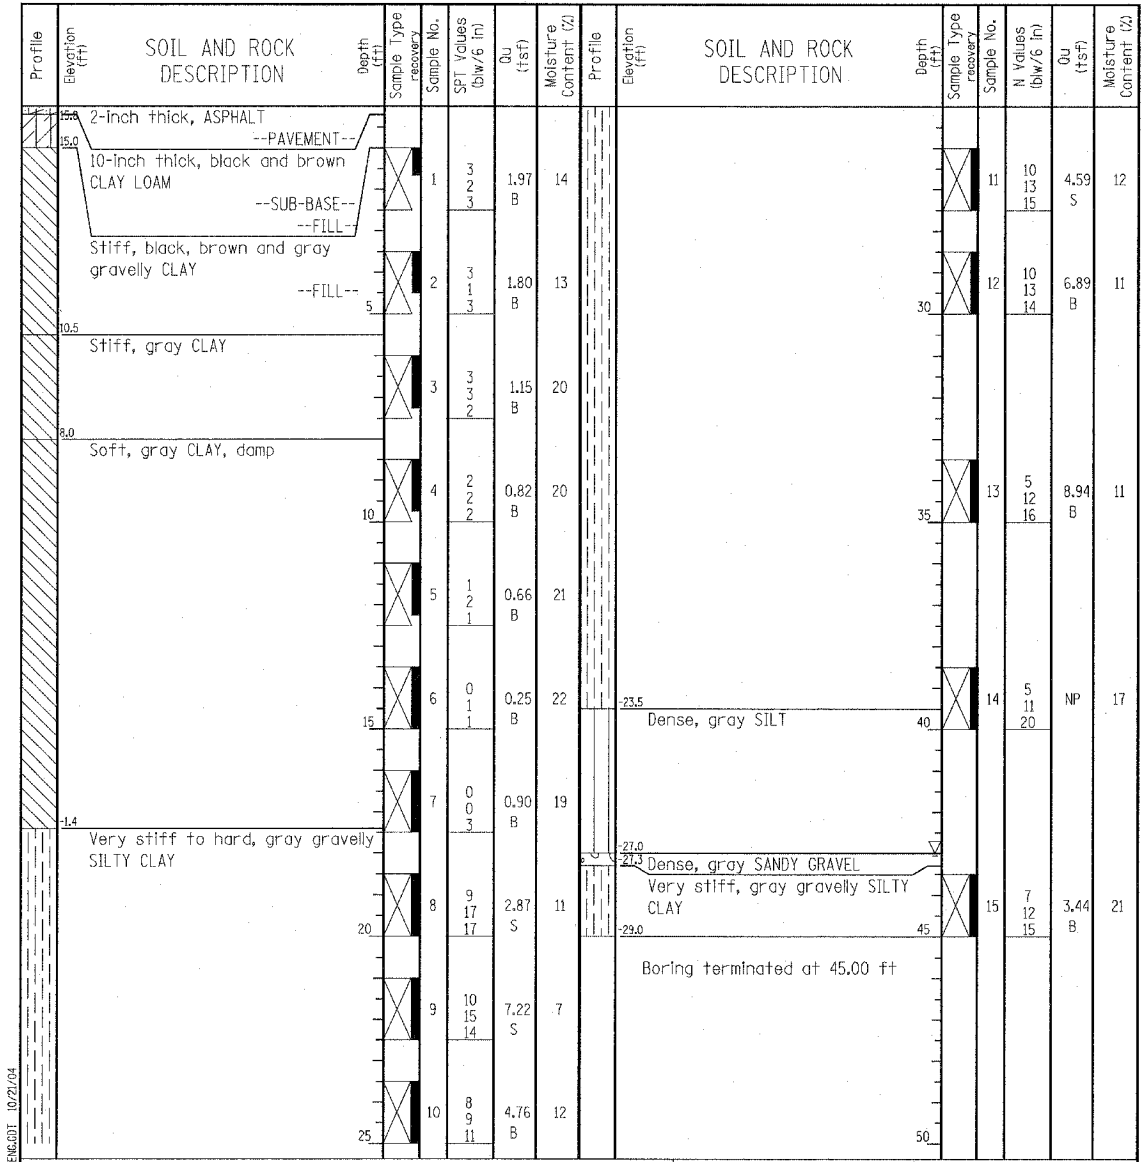 Profile
Elevation
(ft)
SOIL AND ROCK
DESCRIPTION
Depth
(ft)
Sample Type
recovery
Sample No.
SPT Values
(blw/6 in)
Qu
(tsf)
Moisture
Content (%)
15.8 2-inch thick, ASPHALT
--PAVEMENT--
15.0
10-inch thick, black and brown
CLAY LOAM
--SUB-BASE--
--FILL--
Stiff, black, brown and gray
gravelly CLAY
--FILL--
5
10.5
Stiff, gray CLAY
8.0
Soft, gray CLAY, damp
10
15
-1.4
Very stiff to hard, gray gravelly
SILTY CLAY
20
25
1 3 2 3 1.97 B 14
2 3 1 3 1.80 B 13
3 3 3 2 1.15 B 20
4 2 2 2 0.82 B 20
5 1 2 1 0.66 B 21
6 0 1 1 0.25 B 22
7 0 0 3 0.90 B 19
8 9 17 17 2.87 S 11
9 10 15 14 7.22 S 7
10 8 9 11 4.76 B 12
Profile
Elevation
(ft)
SOIL AND ROCK
DESCRIPTION
Depth
(ft)
Sample Type
recovery
Sample No.
N Values
(blw/6 in)
Qu
(tsf)
Moisture
Content (%)
30
35
-23.5
Dense, gray SILT
40
-27.0
-27.3 Dense, gray SANDY GRAVEL
Very stiff, gray gravelly SILTY
CLAY
-29.0
45
Boring terminated at 45.00 ft
50
11 10 13 15 4.59 S 12
12 10 13 14 6.89 B 11
13 5 12 16 8.94 B 11
14 5 11 20 NP 17
15 7 12 15 3.44 B 21
ENG.GDT 10/21/04